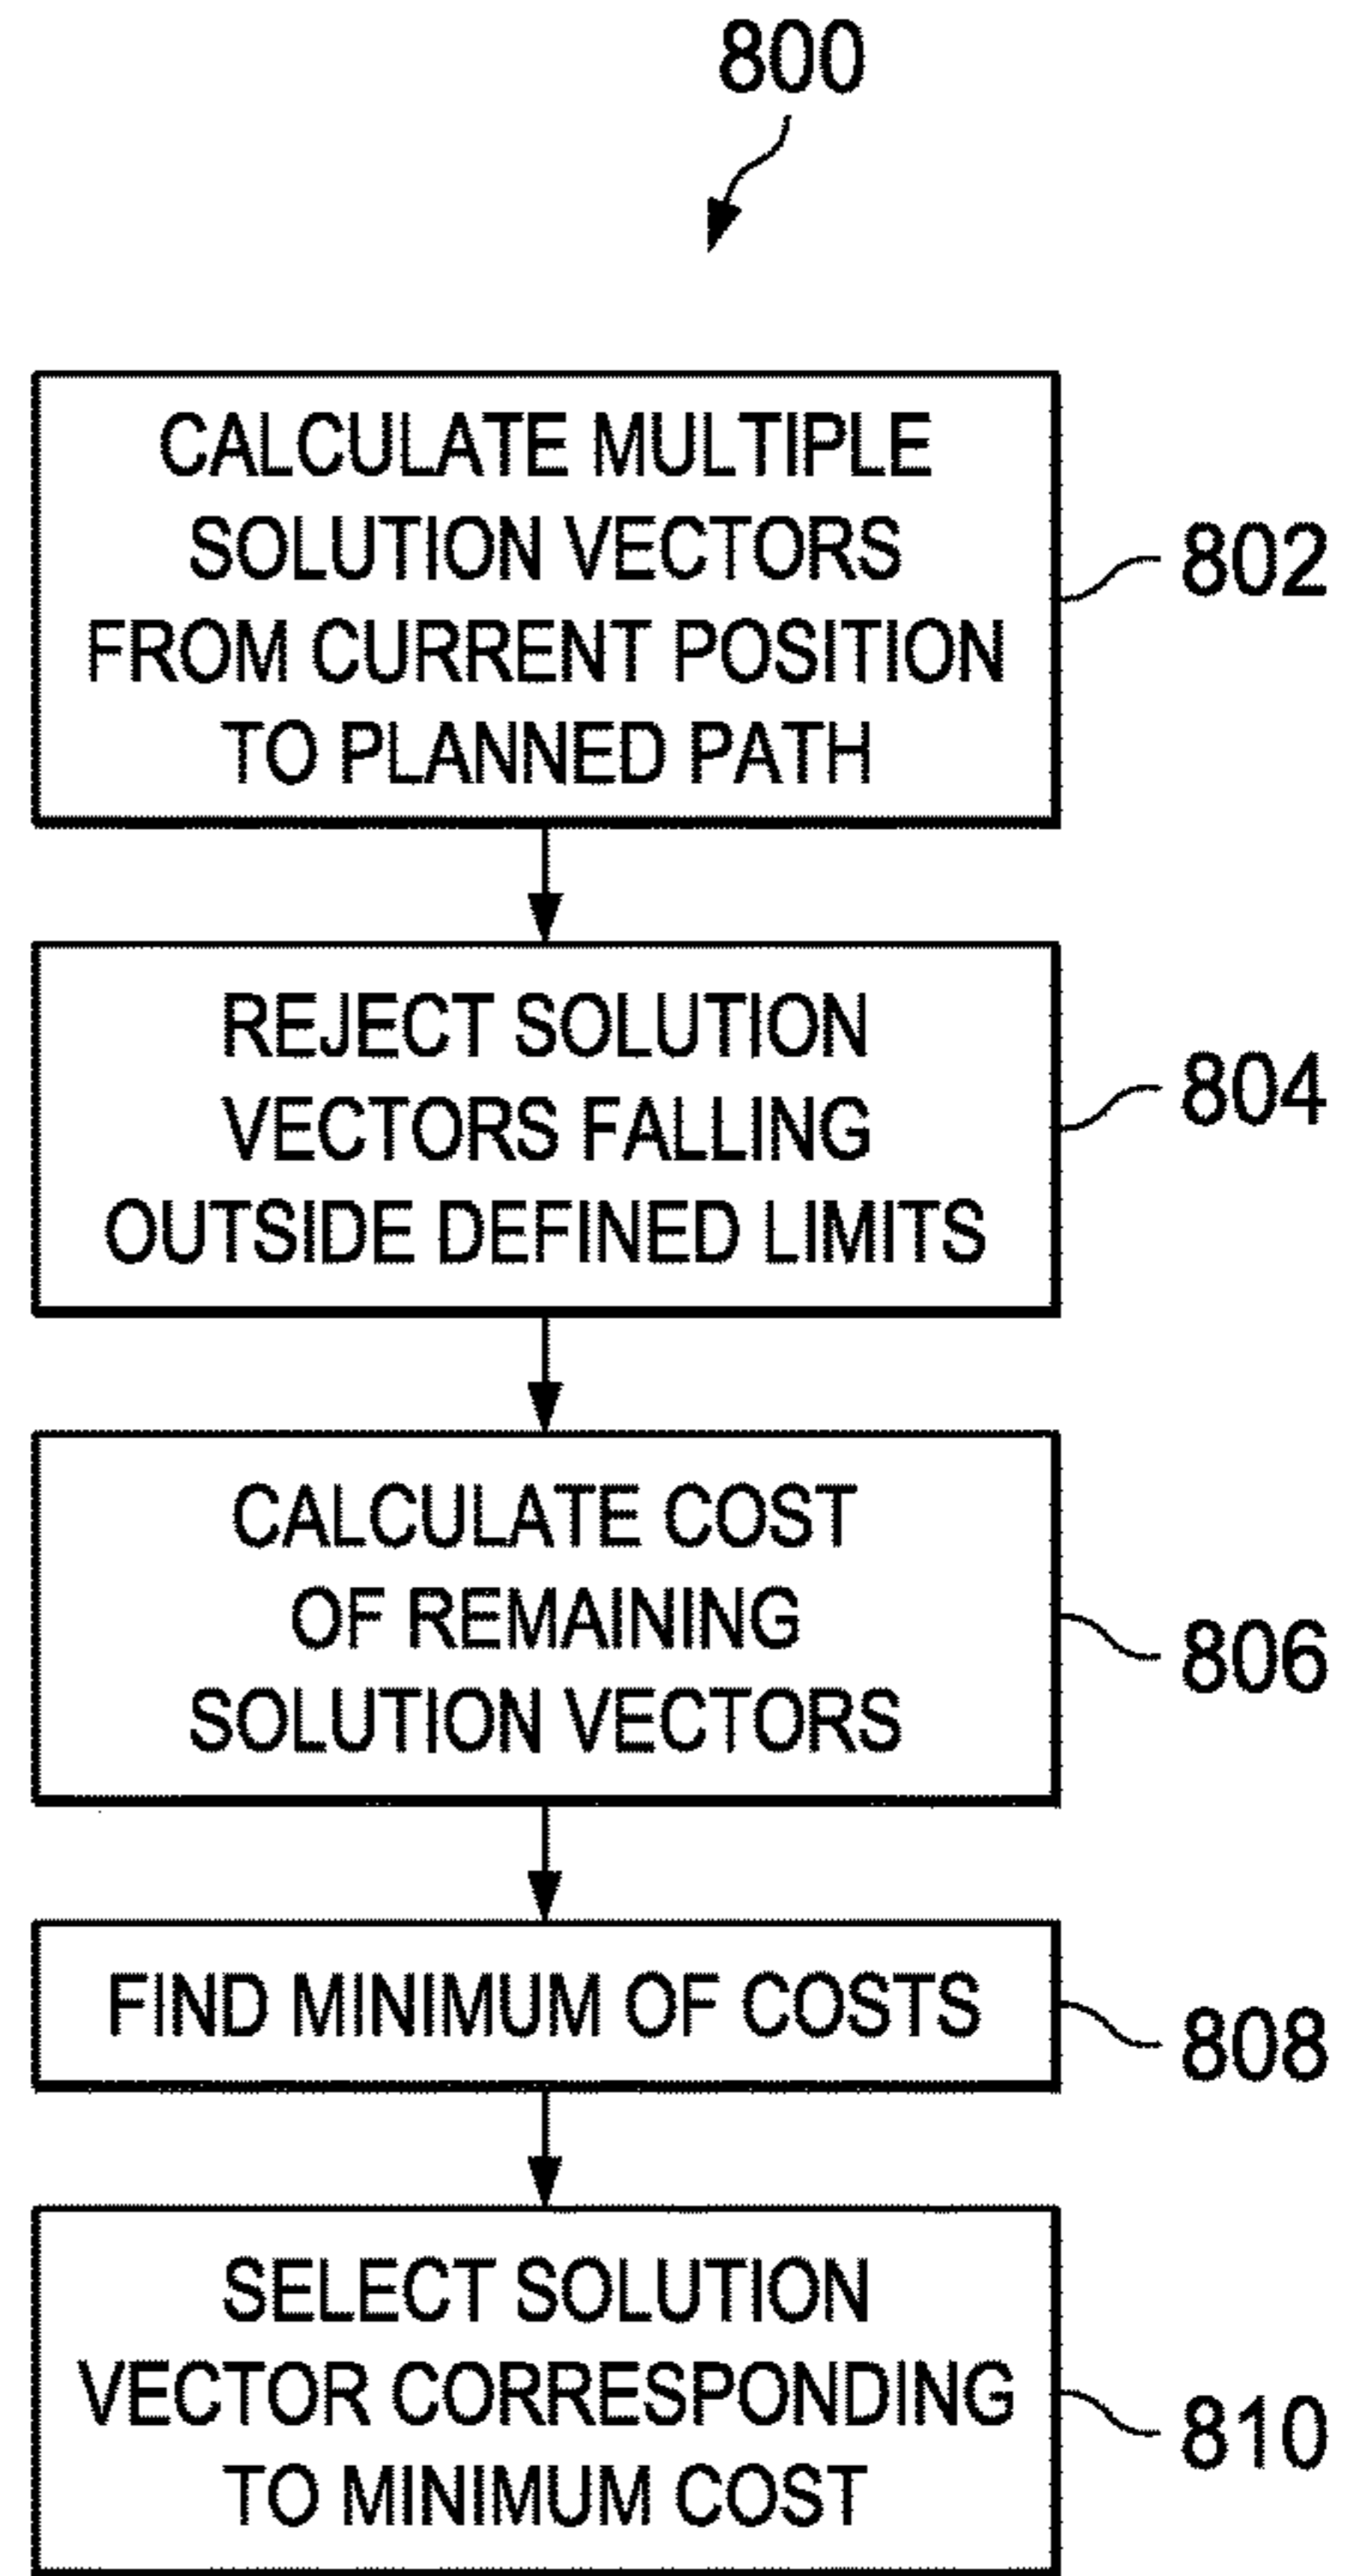 800
CALCULATE MULTIPLE
SOLUTION VECTORS
FROM CURRENT POSITION
TO PLANNED PATH
802
REJECT SOLUTION
VECTORS FALLING
OUTSIDE DEFINED LIMITS
804
CALCULATE COST
OF REMAINING
SOLUTION VECTORS
806
FIND MINIMUM OF COSTS
808
SELECT SOLUTION
VECTOR CORRESPONDING
TO MINIMUM COST
810